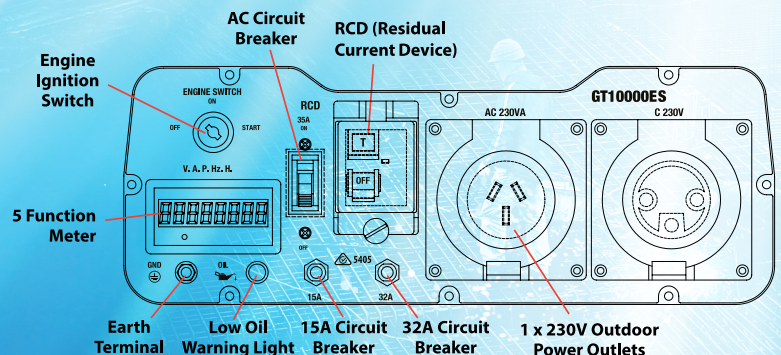 AC Circuit
Breaker
RCD (Residual
Current Device)
Engine
Ignition
Switch
ENGINE SWITCH
ON
OFF
START
RCD
35A
ON
OFF
T
OFF
GT10000ES
AC 230VA
C 230V
V. A. P. Hz. H.
5 Function
Meter
GND
OIL
5405
15A
32A
Earth
Terminal
Low Oil
Warning Light
15A Circuit
Breaker
32A Circuit
Breaker
1 x 230V Outdoor
Power Outlets